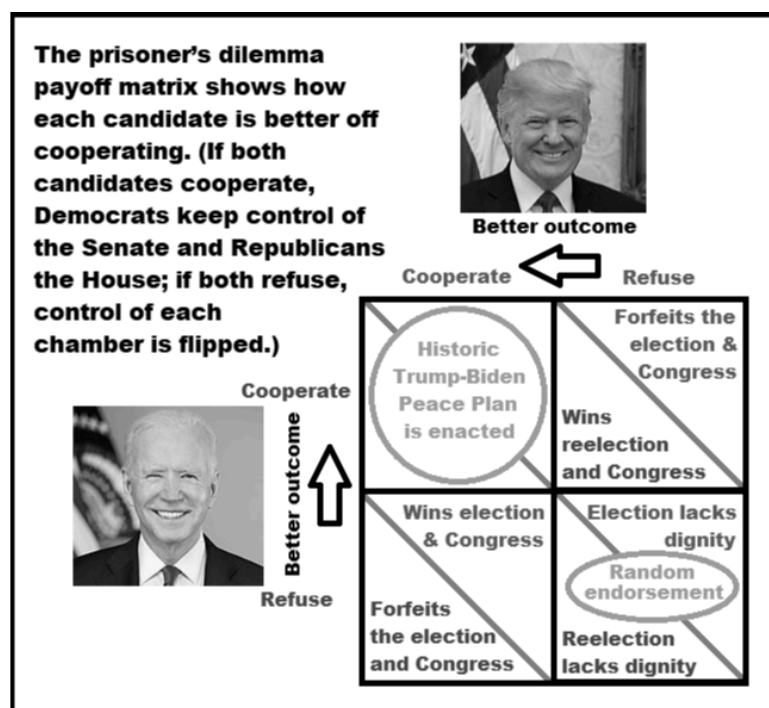 The prisoner's dilemma
payoff matrix shows how
each candidate is better off
cooperating. (If both
candidates cooperate,
Democrats keep control of
the Senate and Republicans
the House; if both refuse,
control of each
chamber is flipped.)
Better outcome
Cooperate
Refuse
Cooperate
Better outcome
Refuse
Historic
Trump-Biden
Peace Plan
is enacted
Forfeits the
election &
Congress
Wins
reelection
and Congress
Wins election
& Congress
Forfeits
the election
and Congress
Election lacks
dignity
Random
endorsement
Reelection
lacks dignity